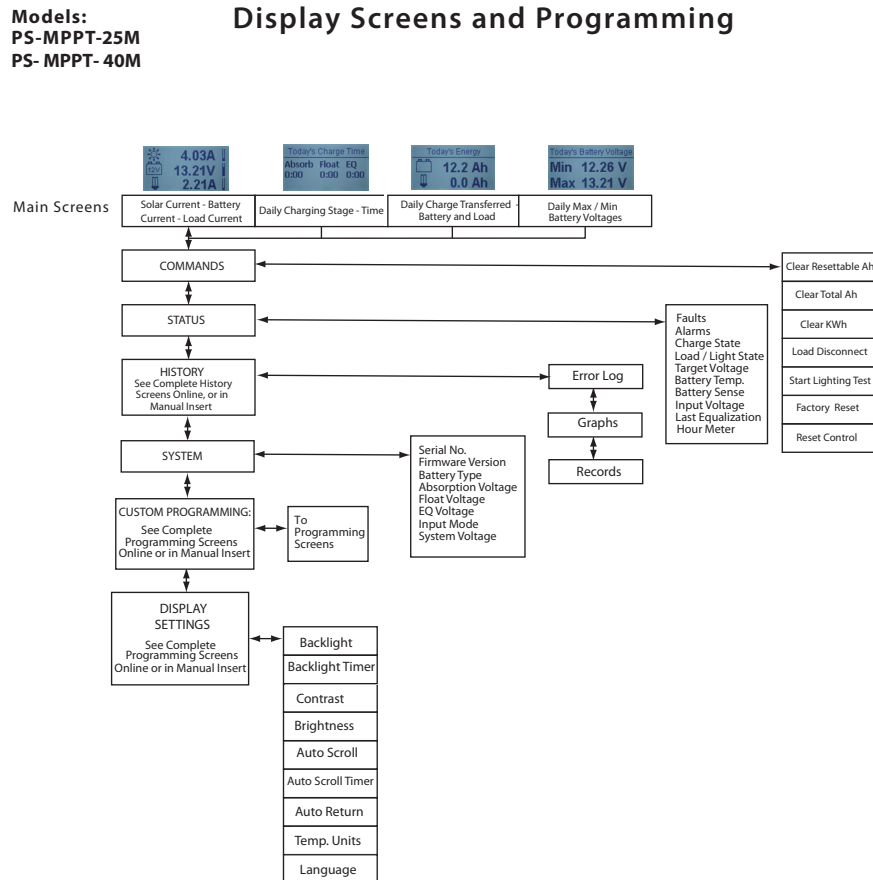 Models:
PS-MPPT-25M
PS- MPPT- 40M
Display Screens and Programming
4.03A
12V 13.21V
2.21A
Today's Charge Time
Absorb Float EQ
0:00 0:00 0:00
Today's Energy
12.2 Ah
0.0 Ah
Today's Battery Voltage
Min 12.26 V
Max 13.21 V
Main Screens
Solar Current - Battery
Current - Load Current
Daily Charging Stage - Time
Daily Charge Transferred -
Battery and Load
Daily Max / Min
Battery Voltages
COMMANDS
Clear Resettable Ah
Clear Total Ah
Clear KWh
Load Disconnect
Start Lighting Test
Factory Reset
Reset Control
STATUS
Faults
Alarms
Charge State
Load / Light State
Target Voltage
Battery Temp.
Battery Sense
Input Voltage
Last Equalization
Hour Meter
HISTORY
See Complete History
Screens Online, or in
Manual Insert
Error Log
Graphs
Records
SYSTEM
Serial No.
Firmware Version
Battery Type
Absorption Voltage
Float Voltage
EQ Voltage
Input Mode
System Voltage
CUSTOM PROGRAMMING:
See Complete
Programming Screens
Online or in Manual Insert
To
Programming
Screens
DISPLAY
SETTINGS
See Complete
Programming Screens
Online or in Manual Insert
Backlight
Backlight Timer
Contrast
Brightness
Auto Scroll
Auto Scroll Timer
Auto Return
Temp. Units
Language